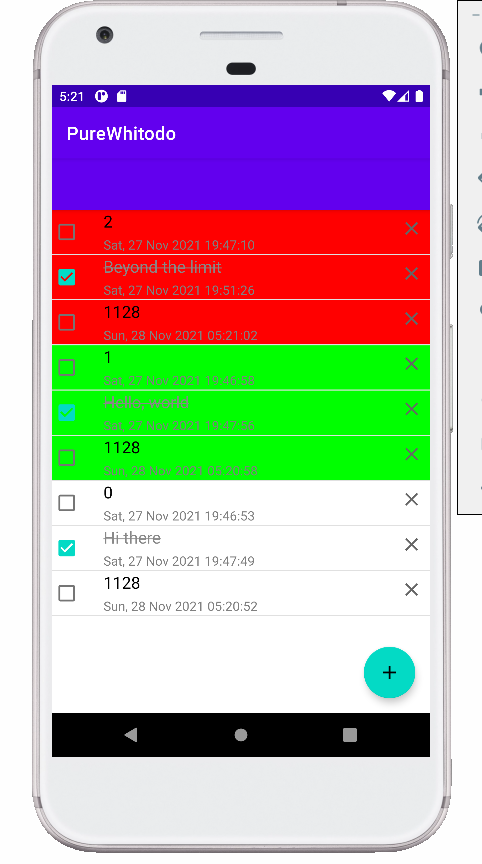 5:21
PureWhitodo
2
Sat, 27 Nov 2021 19:47:10
Beyond the limit
Sat, 27 Nov 2021 19:51:26
1128
Sun, 28 Nov 2021 05:21:02
1
Sat, 27 Nov 2021 19:46:58
Hello, world
Sat, 27 Nov 2021 19:47:56
1128
Sun, 28 Nov 2021 05:20:58
0
Sat, 27 Nov 2021 19:46:53
Hi there
Sat, 27 Nov 2021 19:47:49
1128
Sun, 28 Nov 2021 05:20:52